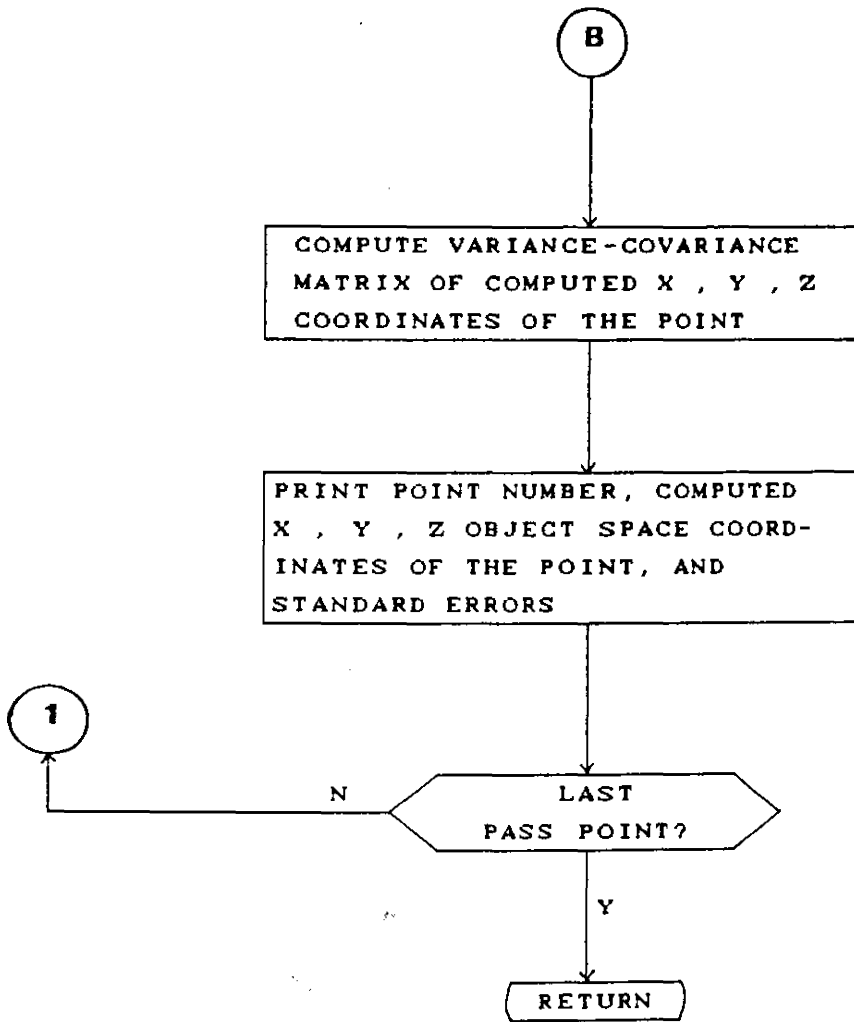 B
COMPUTE VARIANCE-COVARIANCE
MATRIX OF COMPUTED X , Y , Z
COORDINATES OF THE POINT
PRINT POINT NUMBER, COMPUTED
X , Y , Z OBJECT SPACE COORD-
INATES OF THE POINT, AND
STANDARD ERRORS
1
N
LAST
PASS POINT?
Y
RETURN